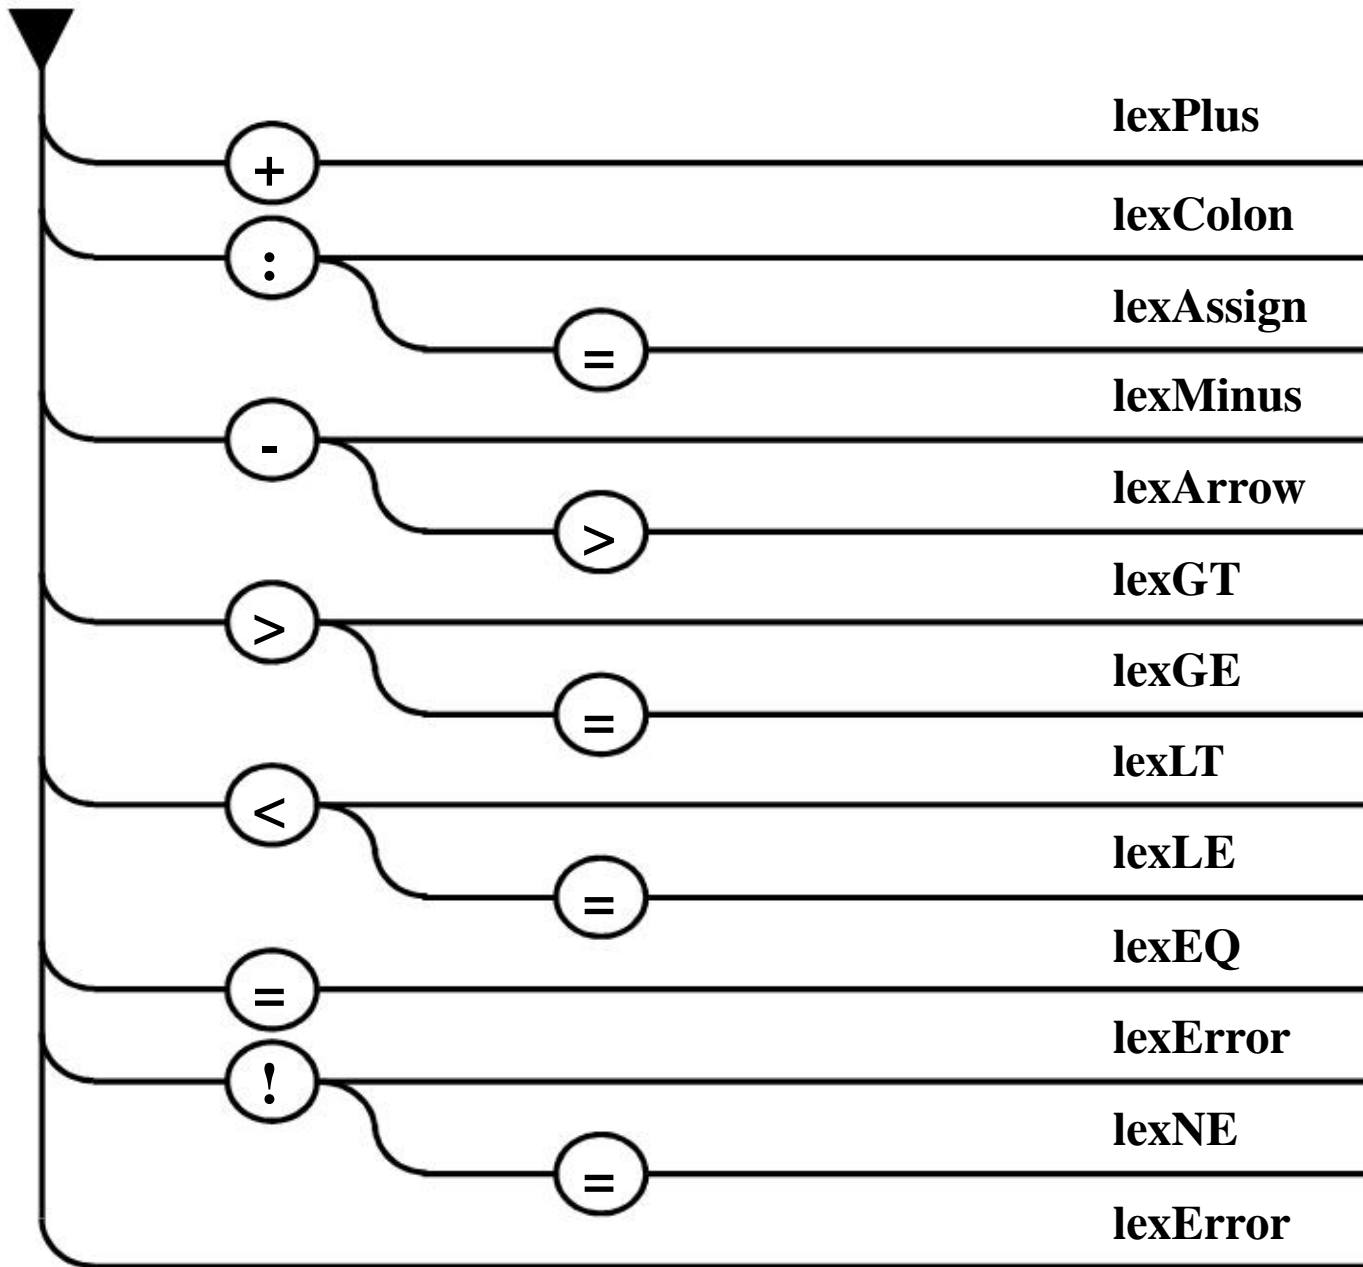 lexPlus
+
lexColon
:
lexAssign
=
lexMinus
-
lexArrow
>
lexGT
>
lexGE
=
lexLT
<
lexLE
=
lexEQ
=
lexError
!
lexNE
=
lexError